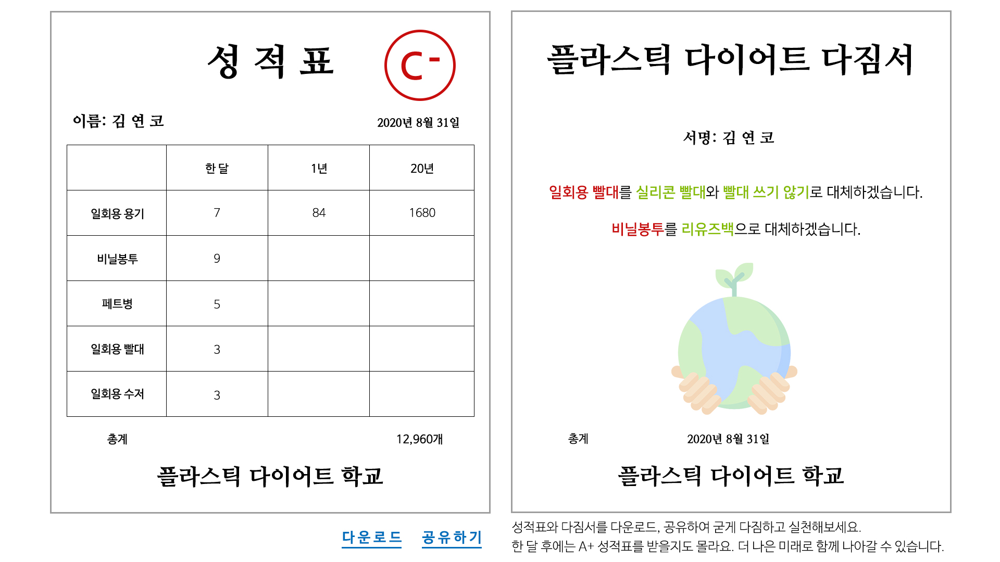 성적표
C-
이름: 김 연 코
2020년 8월 31일
한 달 1년 20년
일회용 용기 7 84 1680
비닐봉투 9
페트병 5
일회용 빨대 3
일회용 수저 3
총계 12,960개
플라스틱 다이어트 학교
다운로드 공유하기
플라스틱 다이어트 다짐서
서명: 김 연 코
일회용 빨대를 실리콘 빨대와 빨대 쓰기 않기로 대체하겠습니다.
비닐봉투를 리유즈백으로 대체하겠습니다.
총계 2020년 8월 31일
플라스틱 다이어트 학교
성적표와 다짐서를 다운로드, 공유하여 굳게 다짐하고 실천해보세요.
한 달 후에는 A+ 성적표를 받을지도 몰라요. 더 나은 미래로 함께 나아갈 수 있습니다.